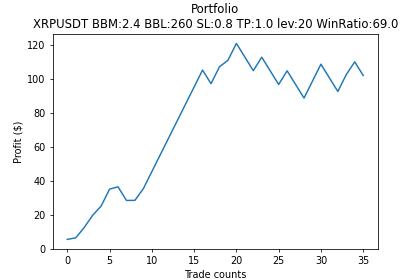 Portfolio
XRPUSDT BBM:2.4 BBL:260 SL:0.8 TP:1.0 lev:20 WinRatio:69.0
120
100
80
60
40
20
0
Profit ($)
0 5 10 15 20 25 30 35
Trade counts